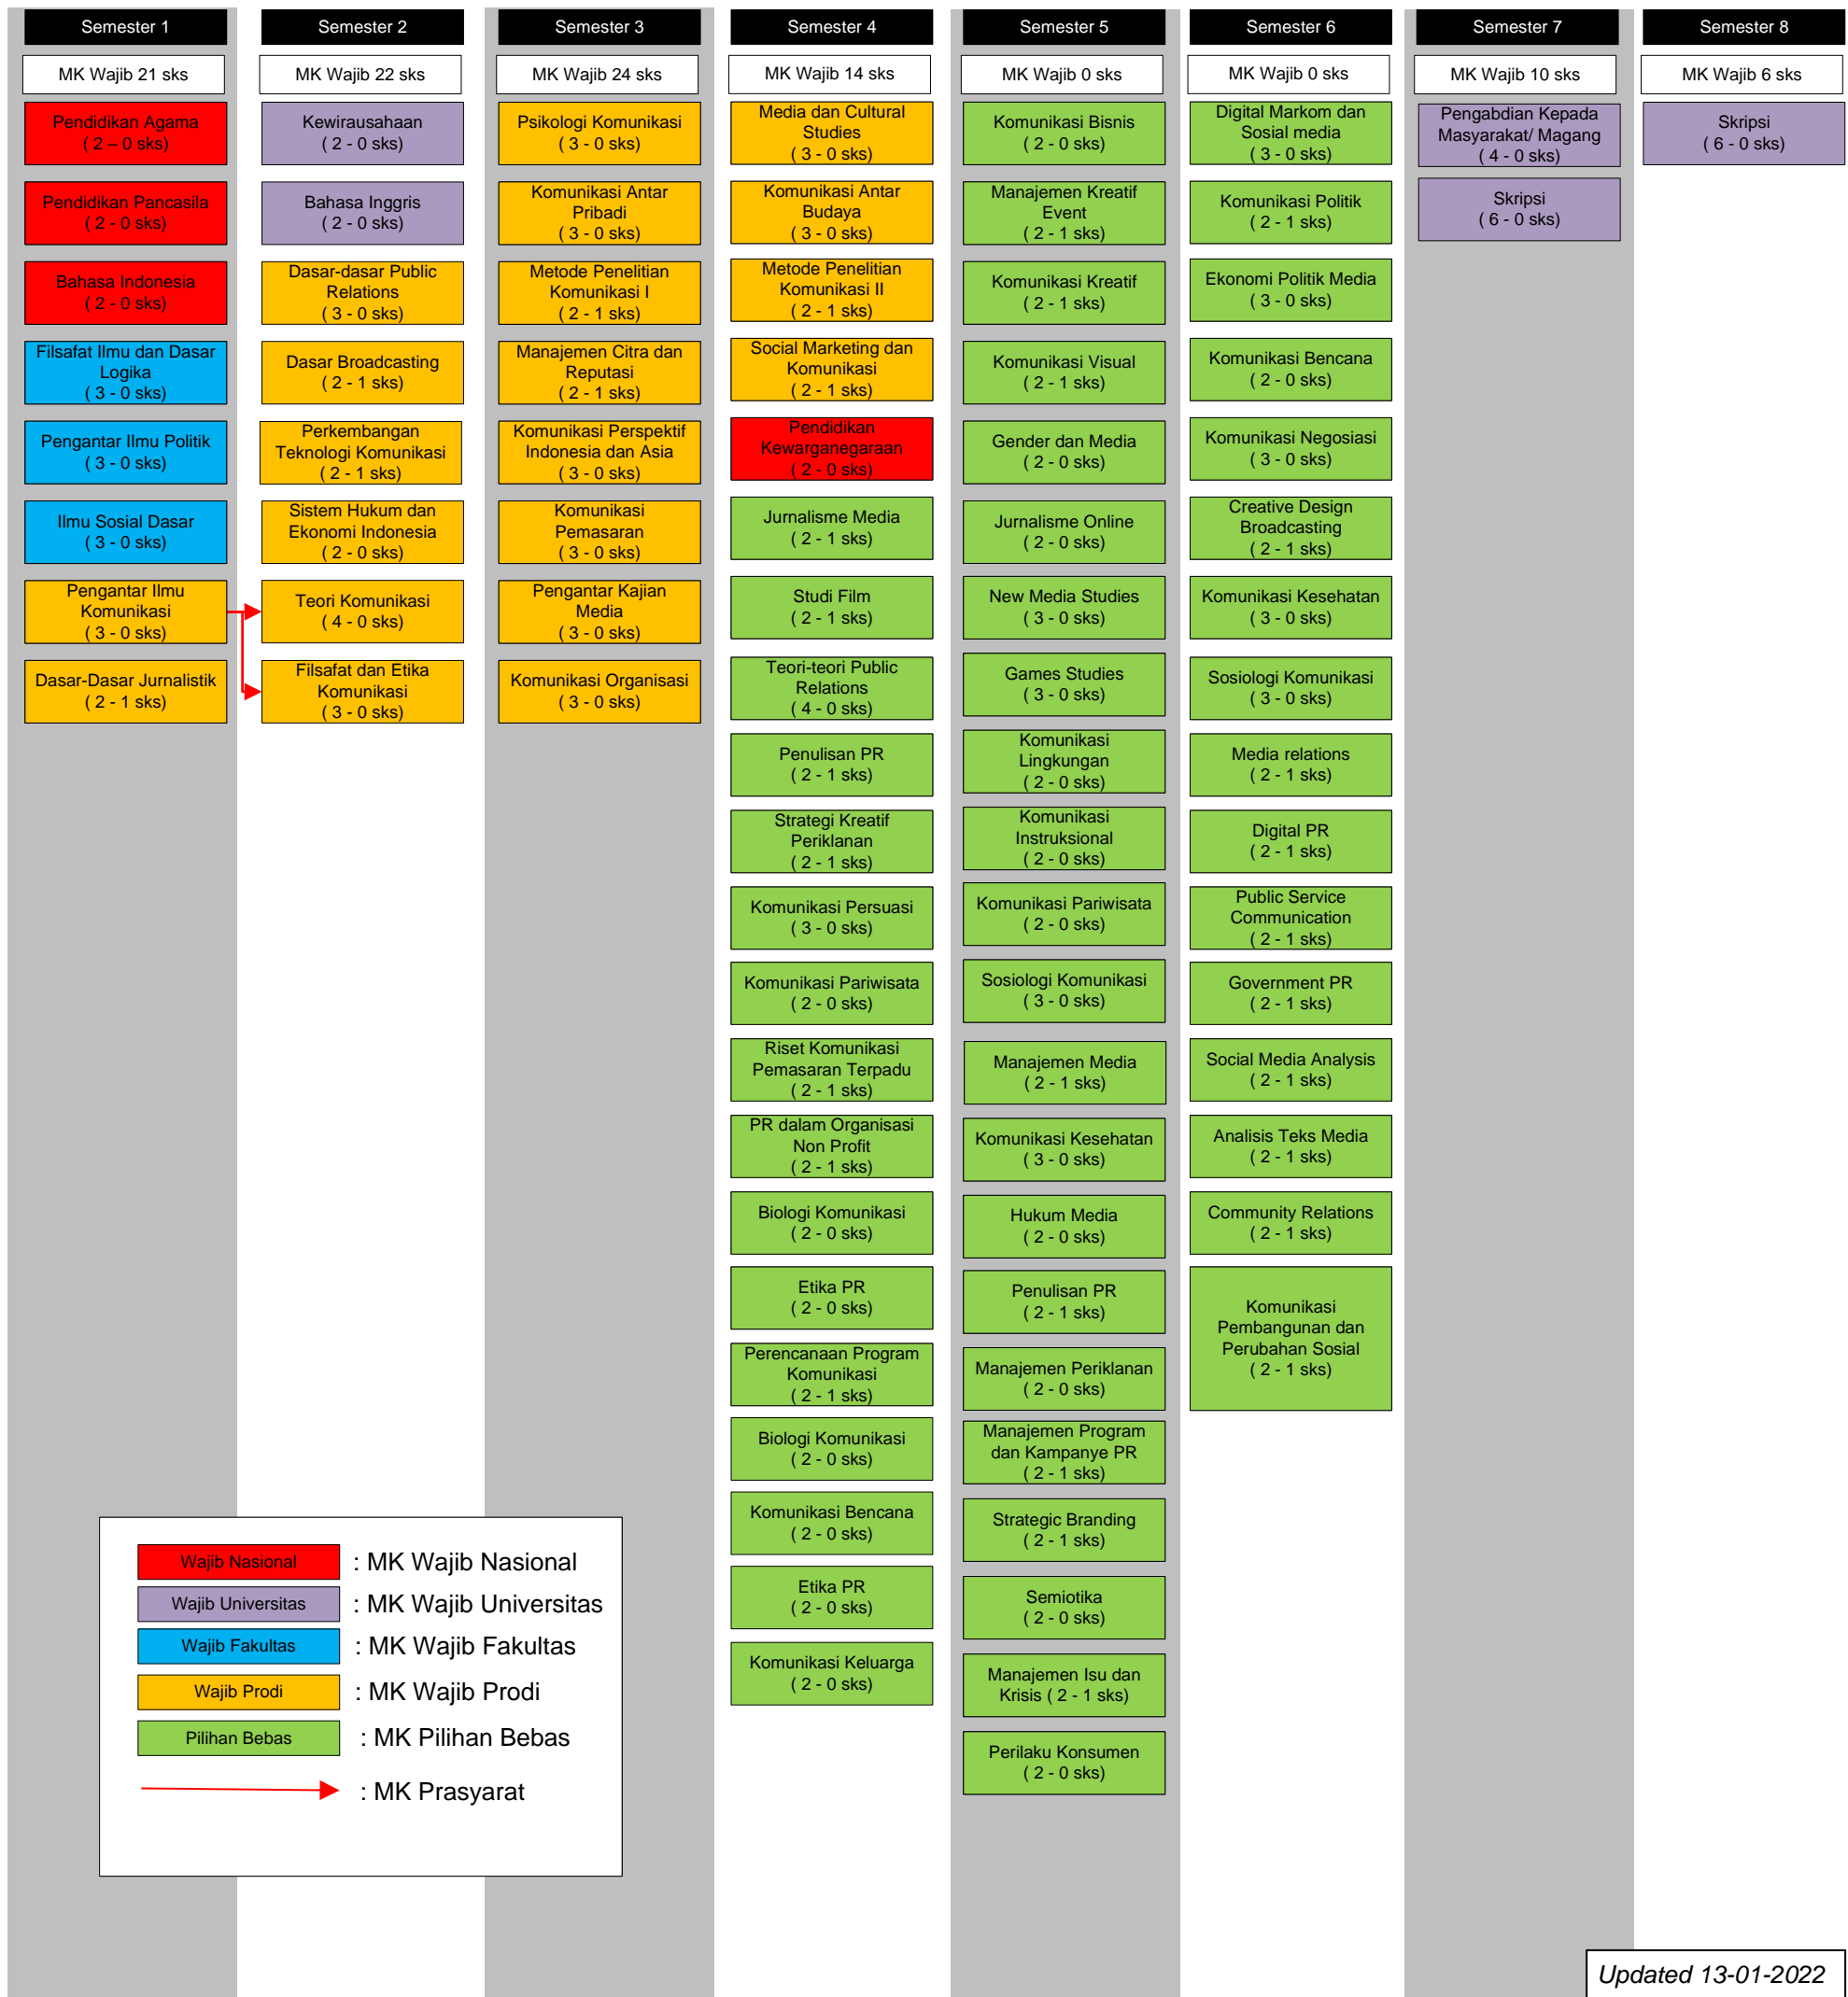 Semester 1
MK Wajib 21 sks
Pendidikan Agama
( 2 – 0 sks)
Pendidikan Pancasila
( 2 - 0 sks)
Bahasa Indonesia
( 2 - 0 sks)
Filsafat Ilmu dan Dasar
Logika
( 3 - 0 sks)
Pengantar Ilmu Politik
( 3 - 0 sks)
Ilmu Sosial Dasar
( 3 - 0 sks)
Pengantar Ilmu
Komunikasi
( 3 - 0 sks)
Dasar-Dasar Jurnalistik
( 2 - 1 sks)
Semester 2
MK Wajib 22 sks
Kewirausahaan
( 2 - 0 sks)
Bahasa Inggris
( 2 - 0 sks)
Dasar-dasar Public
Relations
( 3 - 0 sks)
Dasar Broadcasting
( 2 - 1 sks)
Perkembangan
Teknologi Komunikasi
( 2 - 1 sks)
Sistem Hukum dan
Ekonomi Indonesia
( 2 - 0 sks)
Teori Komunikasi
( 4 - 0 sks)
Filsafat dan Etika
Komunikasi
( 3 - 0 sks)
Semester 3
MK Wajib 24 sks
Psikologi Komunikasi
( 3 - 0 sks)
Komunikasi Antar
Pribadi
( 3 - 0 sks)
Metode Penelitian
Komunikasi I
( 2 - 1 sks)
Manajemen Citra dan
Reputasi
( 2 - 1 sks)
Komunikasi Perspektif
Indonesia dan Asia
( 3 - 0 sks)
Komunikasi
Pemasaran
( 3 - 0 sks)
Pengantar Kajian
Media
( 3 - 0 sks)
Komunikasi Organisasi
( 3 - 0 sks)
Semester 4
MK Wajib 14 sks
Media dan Cultural
Studies
( 3 - 0 sks)
Komunikasi Antar
Budaya
( 3 - 0 sks)
Metode Penelitian
Komunikasi II
( 2 - 1 sks)
Social Marketing dan
Komunikasi
( 2 - 1 sks)
Pendidikan
Kewarganegaraan
( 2 - 0 sks)
Jurnalisme Media
( 2 - 1 sks)
Studi Film
( 2 - 1 sks)
Teori-teori Public
Relations
( 4 - 0 sks)
Penulisan PR
( 2 - 1 sks)
Strategi Kreatif
Periklanan
( 2 - 1 sks)
Komunikasi Persuasi
( 3 - 0 sks)
Komunikasi Pariwisata
( 2 - 0 sks)
Riset Komunikasi
Pemasaran Terpadu
( 2 - 1 sks)
PR dalam Organisasi
Non Profit
( 2 - 1 sks)
Biologi Komunikasi
( 2 - 0 sks)
Etika PR
( 2 - 0 sks)
Perencanaan Program
Komunikasi
( 2 - 1 sks)
Biologi Komunikasi
( 2 - 0 sks)
Komunikasi Bencana
( 2 - 0 sks)
Etika PR
( 2 - 0 sks)
Komunikasi Keluarga
( 2 - 0 sks)
Semester 5
MK Wajib 0 sks
Komunikasi Bisnis
( 2 - 0 sks)
Manajemen Kreatif
Event
( 2 - 1 sks)
Komunikasi Kreatif
( 2 - 1 sks)
Komunikasi Visual
( 2 - 1 sks)
Gender dan Media
( 2 - 0 sks)
Jurnalisme Online
( 2 - 0 sks)
New Media Studies
( 3 - 0 sks)
Games Studies
( 3 - 0 sks)
Komunikasi
Lingkungan
( 2 - 0 sks)
Komunikasi
Instruksional
( 2 - 0 sks)
Komunikasi Pariwisata
( 2 - 0 sks)
Sosiologi Komunikasi
( 3 - 0 sks)
Manajemen Media
( 2 - 1 sks)
Komunikasi Kesehatan
( 3 - 0 sks)
Hukum Media
( 2 - 0 sks)
Penulisan PR
( 2 - 1 sks)
Manajemen Periklanan
( 2 - 0 sks)
Manajemen Program
dan Kampanye PR
( 2 - 1 sks)
Strategic Branding
( 2 - 1 sks)
Semiotika
( 2 - 0 sks)
Manajemen Isu dan
Krisis ( 2 - 1 sks)
Perilaku Konsumen
( 2 - 0 sks)
Semester 6
MK Wajib 0 sks
Digital Markom dan
Sosial media
( 3 - 0 sks)
Komunikasi Politik
( 2 - 1 sks)
Ekonomi Politik Media
( 3 - 0 sks)
Komunikasi Bencana
( 2 - 0 sks)
Komunikasi Negosiasi
( 3 - 0 sks)
Creative Design
Broadcasting
( 2 - 1 sks)
Komunikasi Kesehatan
( 3 - 0 sks)
Sosiologi Komunikasi
( 3 - 0 sks)
Media relations
( 2 - 1 sks)
Digital PR
( 2 - 1 sks)
Public Service
Communication
( 2 - 1 sks)
Government PR
( 2 - 1 sks)
Social Media Analysis
( 2 - 1 sks)
Analisis Teks Media
( 2 - 1 sks)
Community Relations
( 2 - 1 sks)
Komunikasi
Pembangunan dan
Perubahan Sosial
( 2 - 1 sks)
Semester 7
MK Wajib 10 sks
Pengabdian Kepada
Masyarakat/ Magang
( 4 - 0 sks)
Skripsi
( 6 - 0 sks)
Semester 8
MK Wajib 6 sks
Skripsi
( 6 - 0 sks)
Wajib Nasional : MK Wajib Nasional
Wajib Universitas : MK Wajib Universitas
Wajib Fakultas : MK Wajib Fakultas
Wajib Prodi : MK Wajib Prodi
Pilihan Bebas : MK Pilihan Bebas
: MK Prasyarat
Updated 13-01-2022